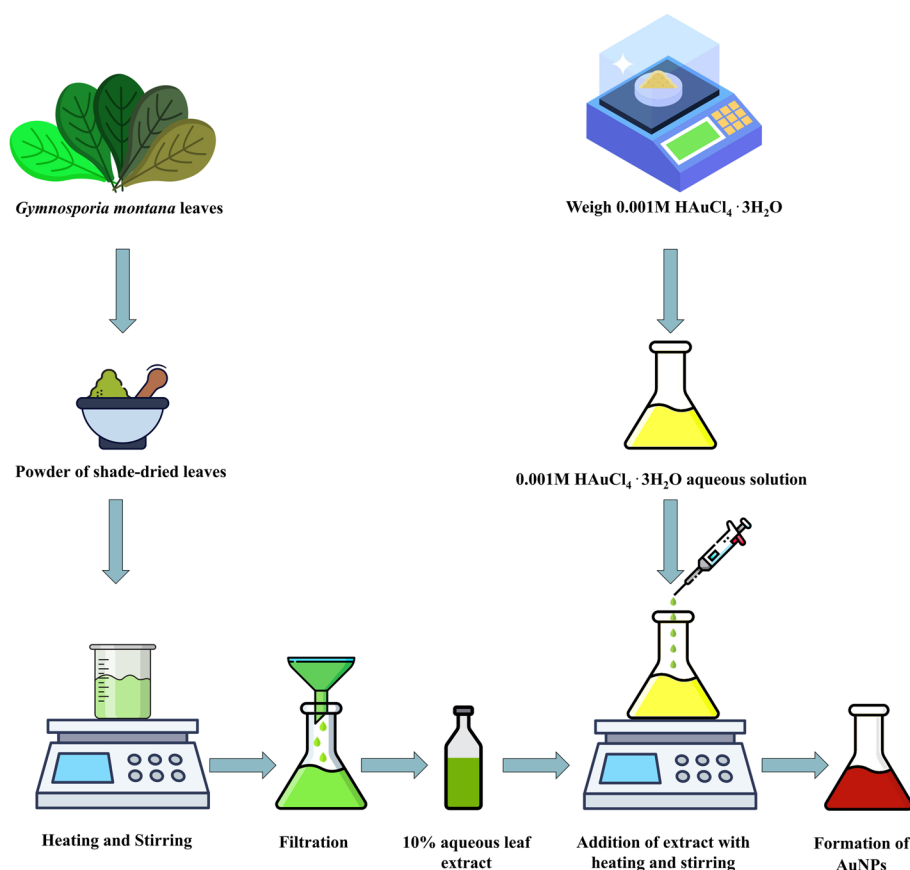 Gymnosporia montana leaves
Weigh 0.001M HAuCl₄ · 3H₂O
Powder of shade-dried leaves
0.001M HAuCl₄ · 3H₂O aqueous solution
Heating and Stirring
Filtration
10% aqueous leaf
extract
Addition of extract with
heating and stirring
Formation of
AuNPs